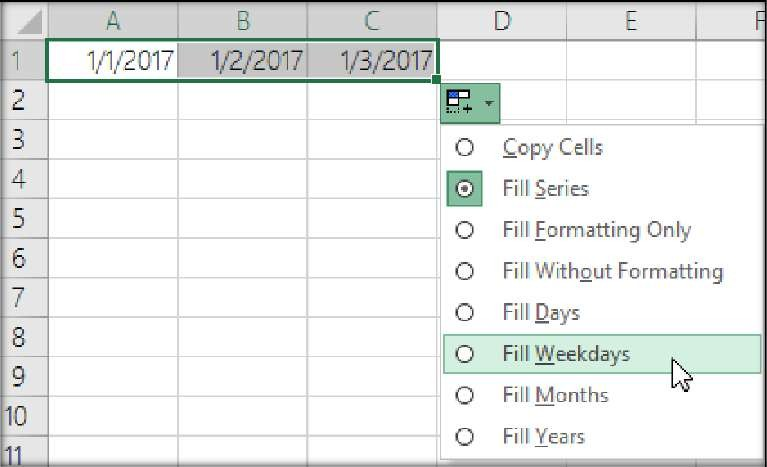 A B C D E F
1 1/1/2017 1/2/2017 1/3/2017
2
3 Copy Cells
4 Fill Series
5 Fill Formatting Only
6 Fill Without Formatting
7 Fill Days
8 Fill Weekdays
9 Fill Months
10 Fill Years
11